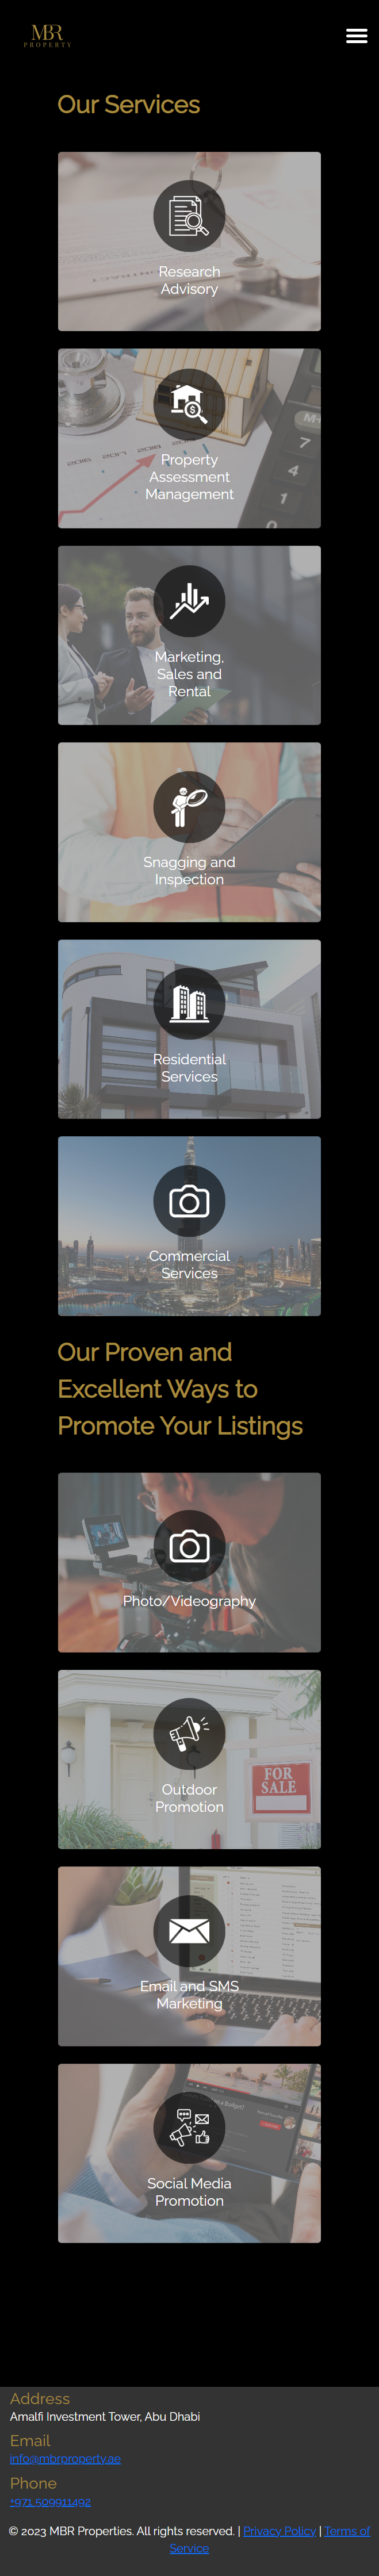 MBR
PROPERTY
Our Services
Research
Advisory
Property
Assessment
Management
Marketing,
Sales and
Rental
Snagging and
Inspection
Residential
Services
Commercial
Services
Our Proven and
Excellent Ways to
Promote Your Listings
Photo/Videography
Outdoor
Promotion
FOR
SALE
Email and SMS
Marketing
Social Media
Promotion
Address
Amalfi Investment Tower, Abu Dhabi
Email
info@mbrproperty.ae
Phone
+971 509911492
© 2023 MBR Properties. All rights reserved. | Privacy Policy | Terms of
Service